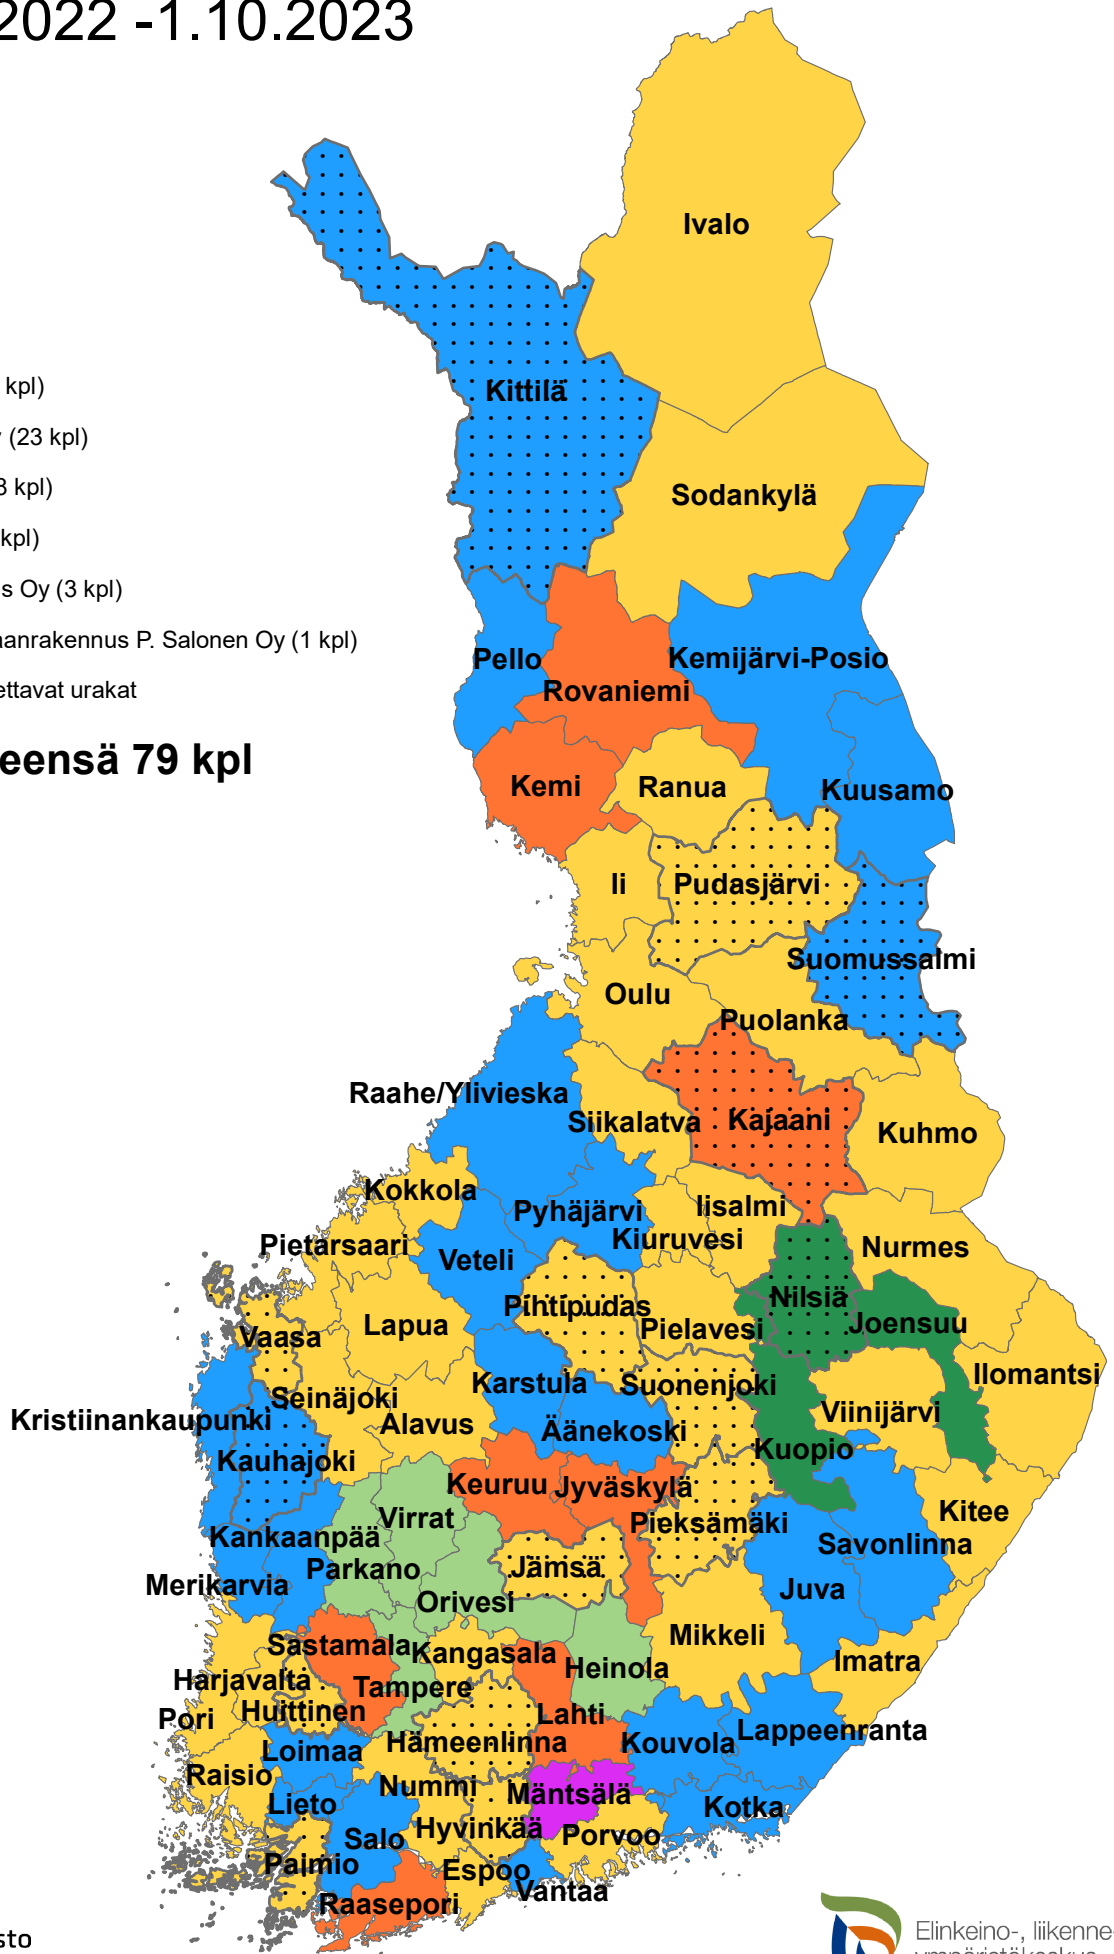 2022 -1.10.2023
Ivalo
kpl)
Kittilä
(23 kpl)
kpl)
Sodankylä
kpl)
s Oy (3 kpl)
aanrakennus P. Salonen Oy (1 kpl)
Pello
Kemijärvi-Posio
ettavat urakat
Rovaniemi
eensä 79 kpl
Kemi
Ranua
Kuusamo
Ii
Pudasjärvi
Suomussalmi
Oulu
Puolanka
Raahe/Ylivieska
Siikalatva
Kajaani
Kuhmo
Kokkola
Pyhäjärvi
Iisalmi
Kiuruvesi
Pietarsaari
Veteli
Nurmes
Nilsiä
Pihtipudas
Lapua
Vaasa
Pielavesi
Joensuu
Ilomantsi
Karstula
Suonenjoki
Seinäjoki
Viinijärvi
Kristiinankaupunki
Alavus
Äänekoski
Kuopio
Kauhajoki
Keuruu
Jyväskylä
Virrat
Pieksämäki
Kitee
Kankaanpää
Savonlinna
Parkano
Jämsä
Merikarvia
Juva
Orivesi
Mikkeli
Sastamala
Kangasala
Imatra
Heinola
Harjavalta
Tampere
Huittinen
Lahti
Pori
Lappeenranta
Hämeenlinna
Kouvola
Loimaa
Raisio
Nummi
Mäntsälä
Lieto
Kotka
Hyvinkää
Salo
Porvoo
Paimio
Espoo
Vantaa
Raasepori
Elinkeino-, liikenne-
sto
ympäristökeskus